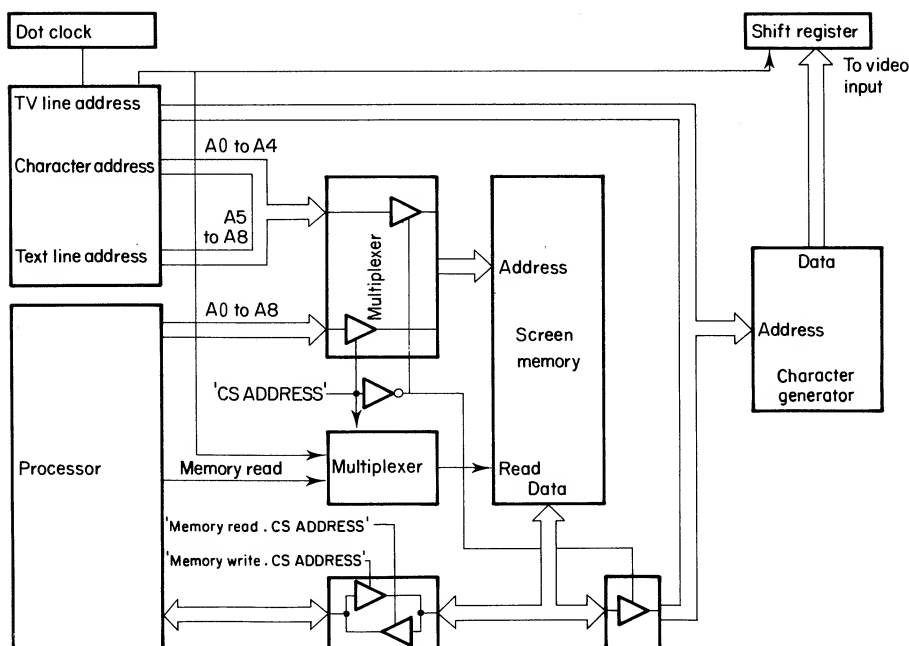 Dot clock
Shift register
To video
input
TV line address
A0 to A4
Character address
A5
to A8
Text line address
Multiplexer
Address
Data
A0 to A8
Screen
memory
Address
Character
generator
'CS ADDRESS'
Processor
Memory read
Multiplexer
Read
Data
'Memory read . CS ADDRESS'
'Memory write . CS ADDRESS'